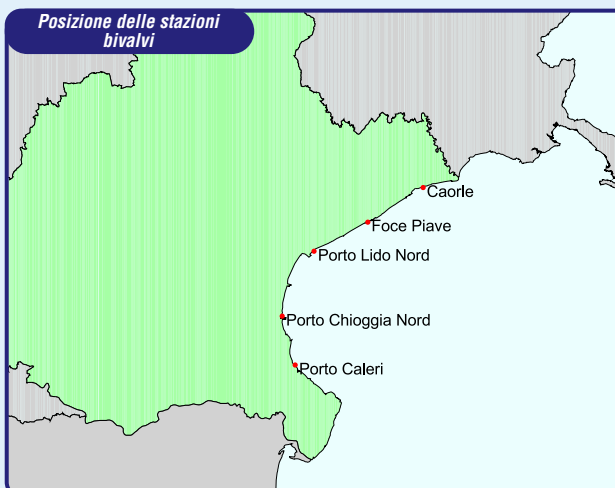 Posizione delle stazioni
bivalvi
Caorle
Foce Piave
Porto Lido Nord
Porto Chioggia Nord
Porto Caleri